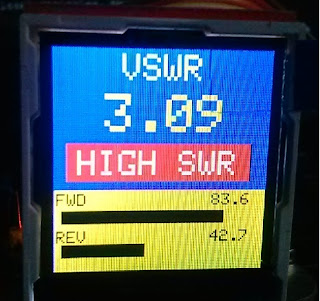 VSWR
3.09
HIGH SWR
FWD 83.6
REV 42.7